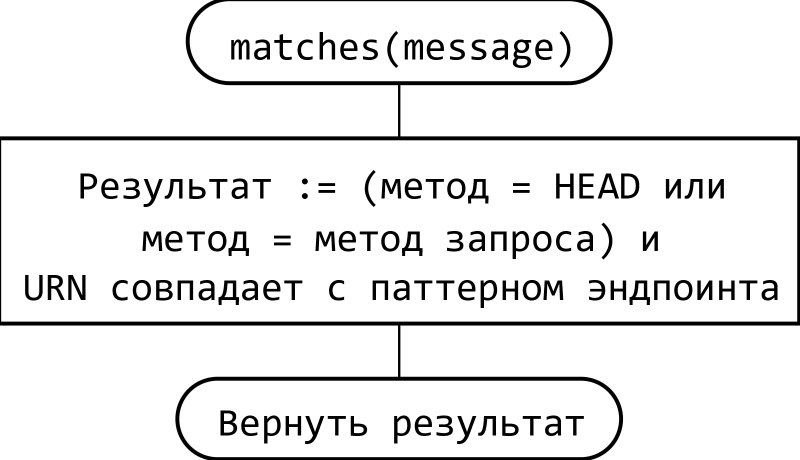 matches(message)
Результат := (метод = HEAD или
метод = метод запроса) и
URN совпадает с паттерном эндпоинта
Вернуть результат